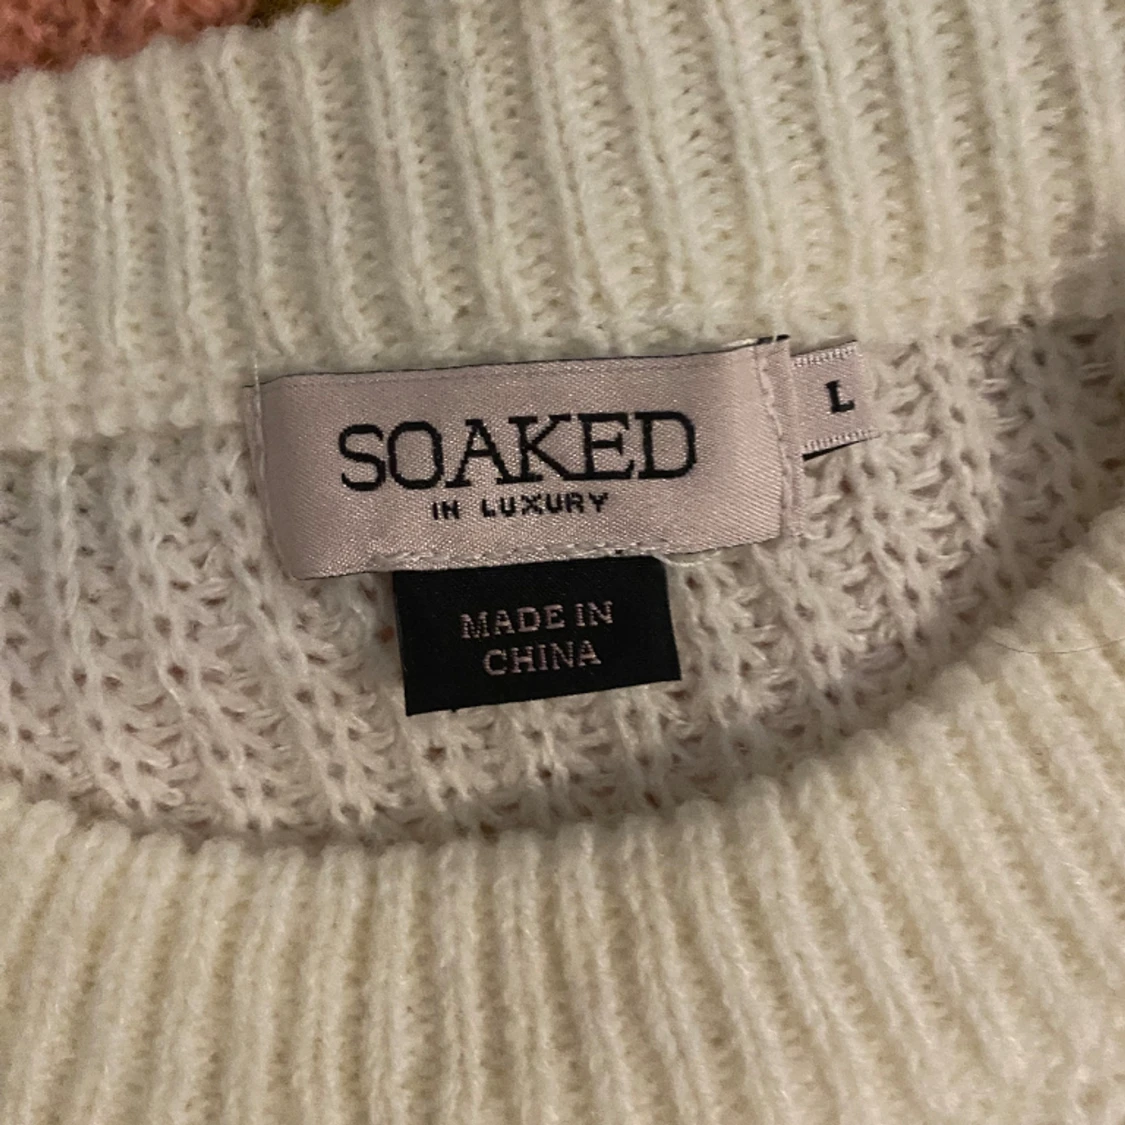 SOAKED
IN LUXURY
L
MADE IN
CHINA